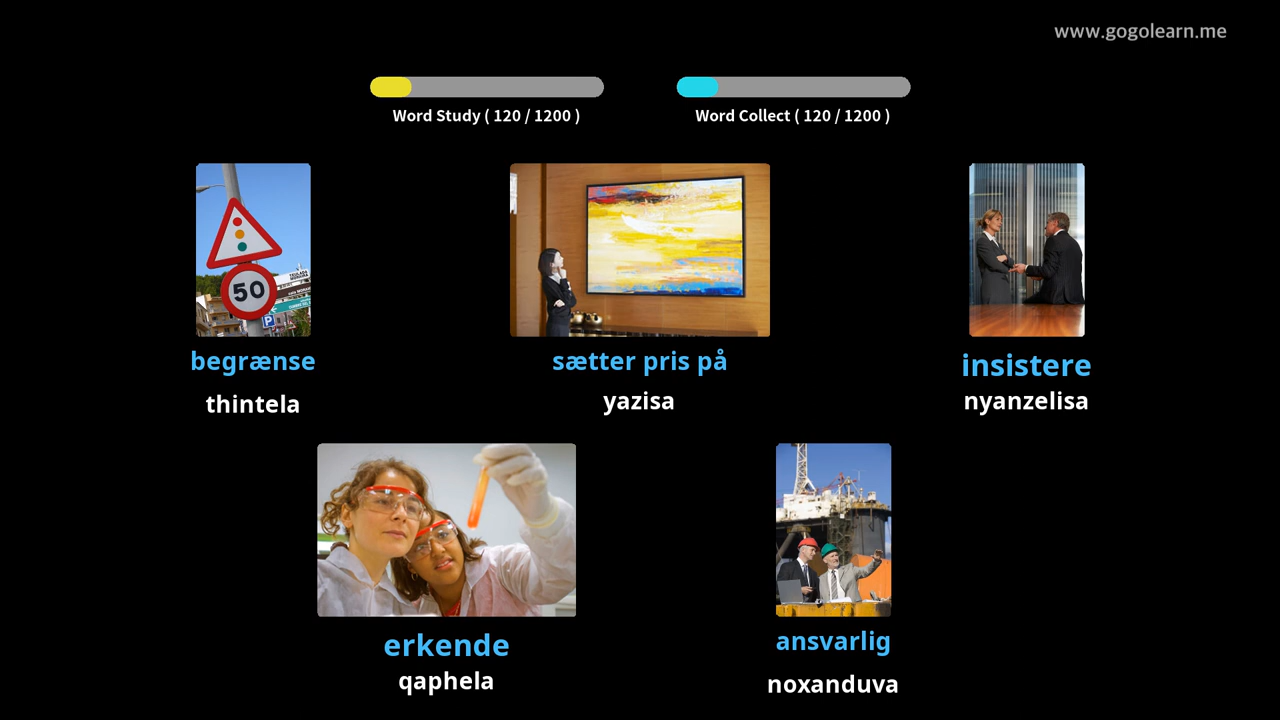 www.gogolearn.me
Word Study ( 120 / 1200 )
Word Collect ( 120 / 1200 )
50
P
begrænse
thintela
sætter pris på
yazisa
insistere
nyanzelisa
erkende
qaphela
ansvarlig
noxanduva